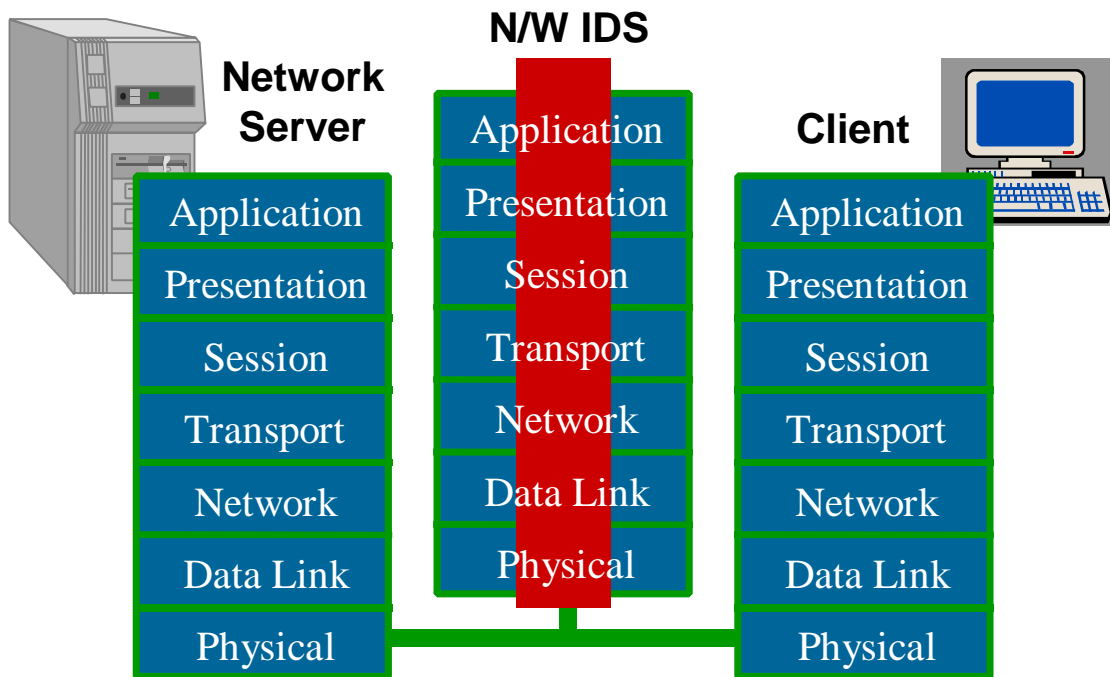 N/W IDS
Network
Server
Client
Application
Presentation
Session
Transport
Network
Data Link
Physical
Application
Presentation
Session
Transport
Network
Data Link
Physical
Application
Presentation
Session
Transport
Network
Data Link
Physical